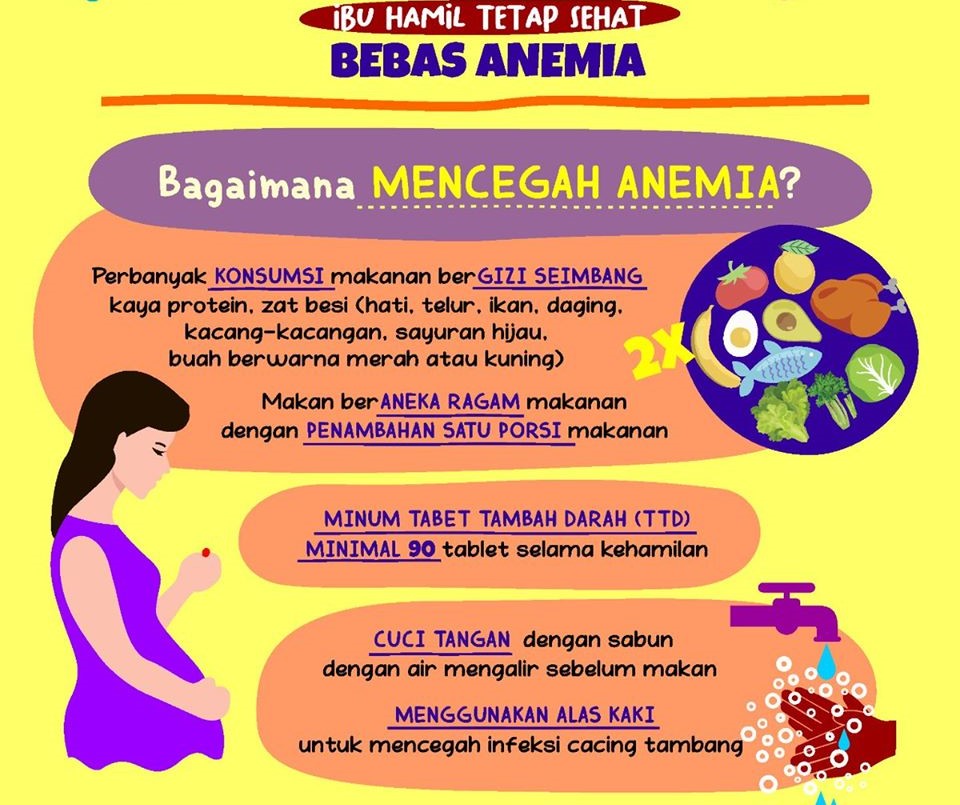 iBU HAMiL TETAP SEHAT
BEBAS ANEMIA
Bagaimana MENCEGAH ANEMIA?
Perbanyak KONSUMSI makanan berGIZI SEIMBANG
kaya protein, zat besi (hati, telur, ikan, daging,
kacang-kacangan, sayuran hijau,
buah berwarna merah atau kuning)
2X
Makan berANEKA RAGAM makanan
dengan PENAMBAHAN SATU PORSI makanan
MINUM TABET TAMBAH DARAH (TTD)
MINIMAL 90 tablet selama kehamilan
CUCI TANGAN dengan sabun
dengan air mengalir sebelum makan
MENGGUNAKAN ALAS KAKI
untuk mencegah infeksi cacing tambang